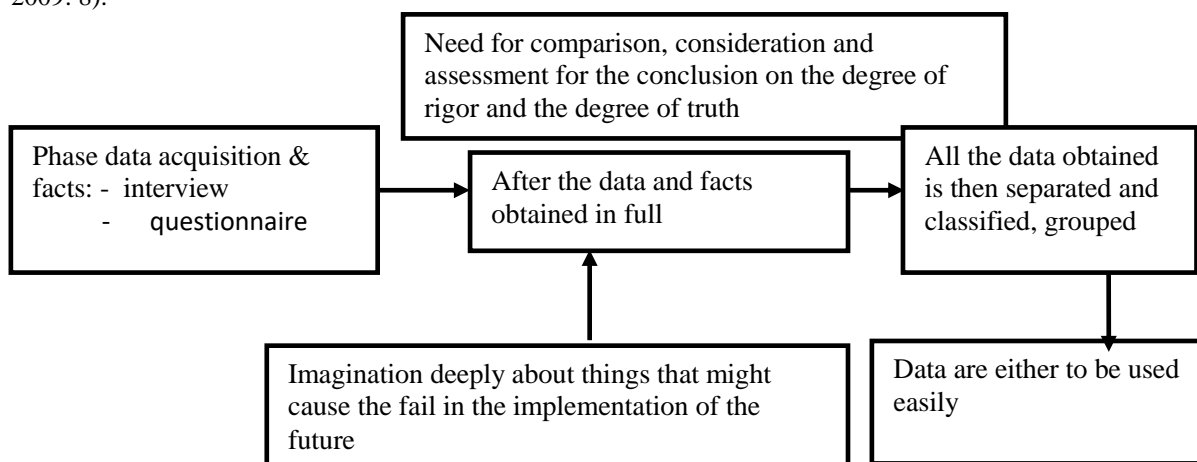 2009: 8).
Need for comparison, consideration and
assessment for the conclusion on the degree of
rigor and the degree of truth
Phase data acquisition &
facts: - interview
- questionnaire
After the data and facts
obtained in full
All the data obtained
is then separated and
classified, grouped
Imagination deeply about things that might
cause the fail in the implementation of the
future
Data are either to be used
easily